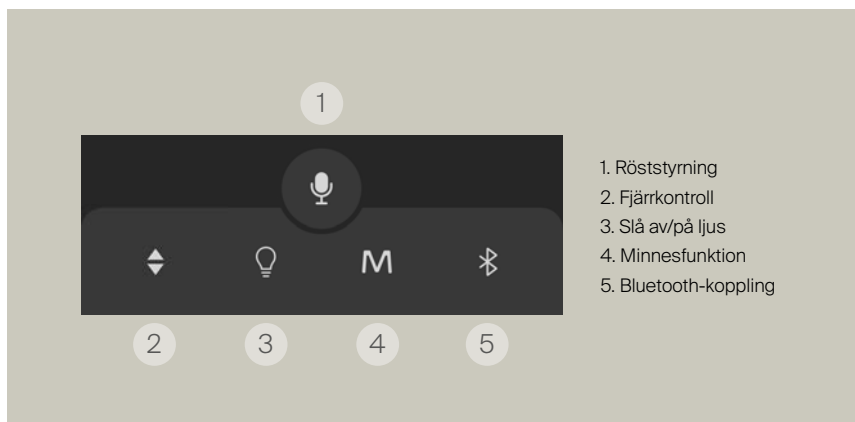 1
M
2 3 4 5
1. Röststyrning
2. Fjärrkontroll
3. Slå av/på ljus
4. Minnesfunktion
5. Bluetooth-koppling